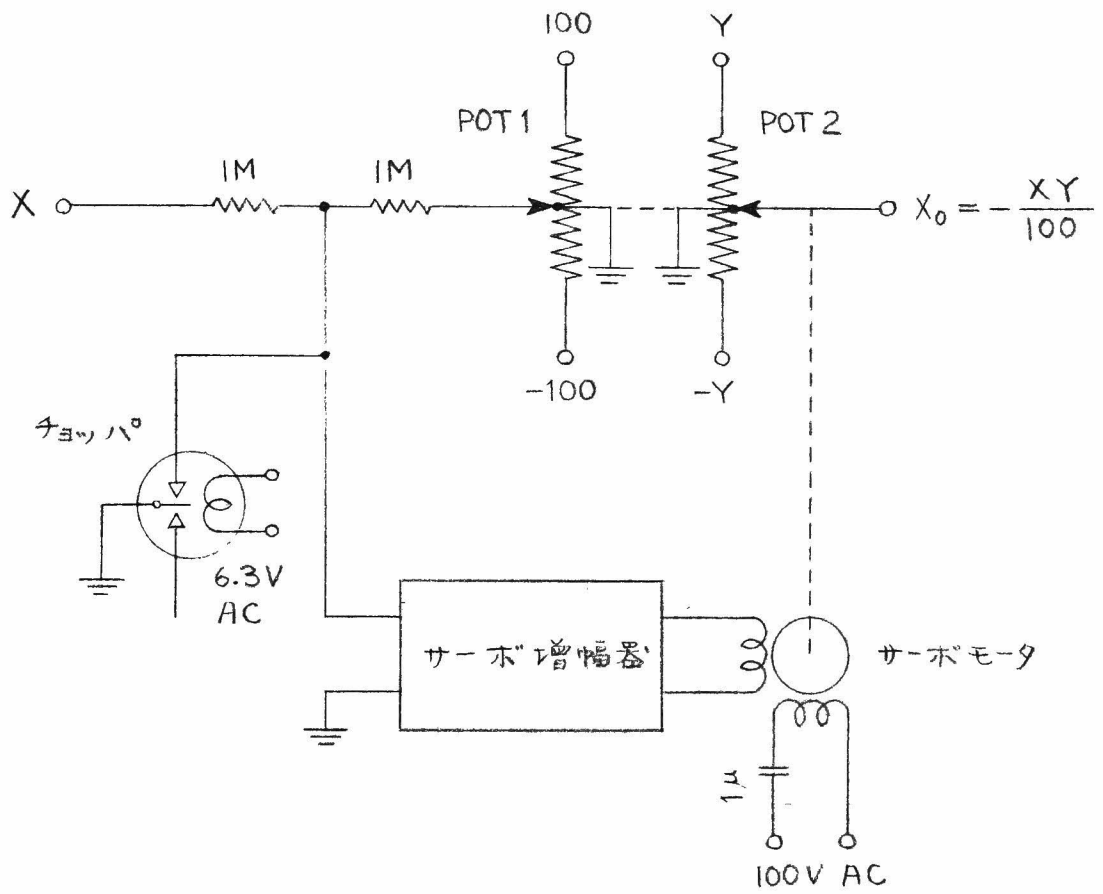 100
Y
POT 1
POT 2
1M
1M
X
X₀ = - XY/100
-100
-Y
チョッパ
6.3V
AC
サーボ増幅器
サーボモータ
1μ
100V AC